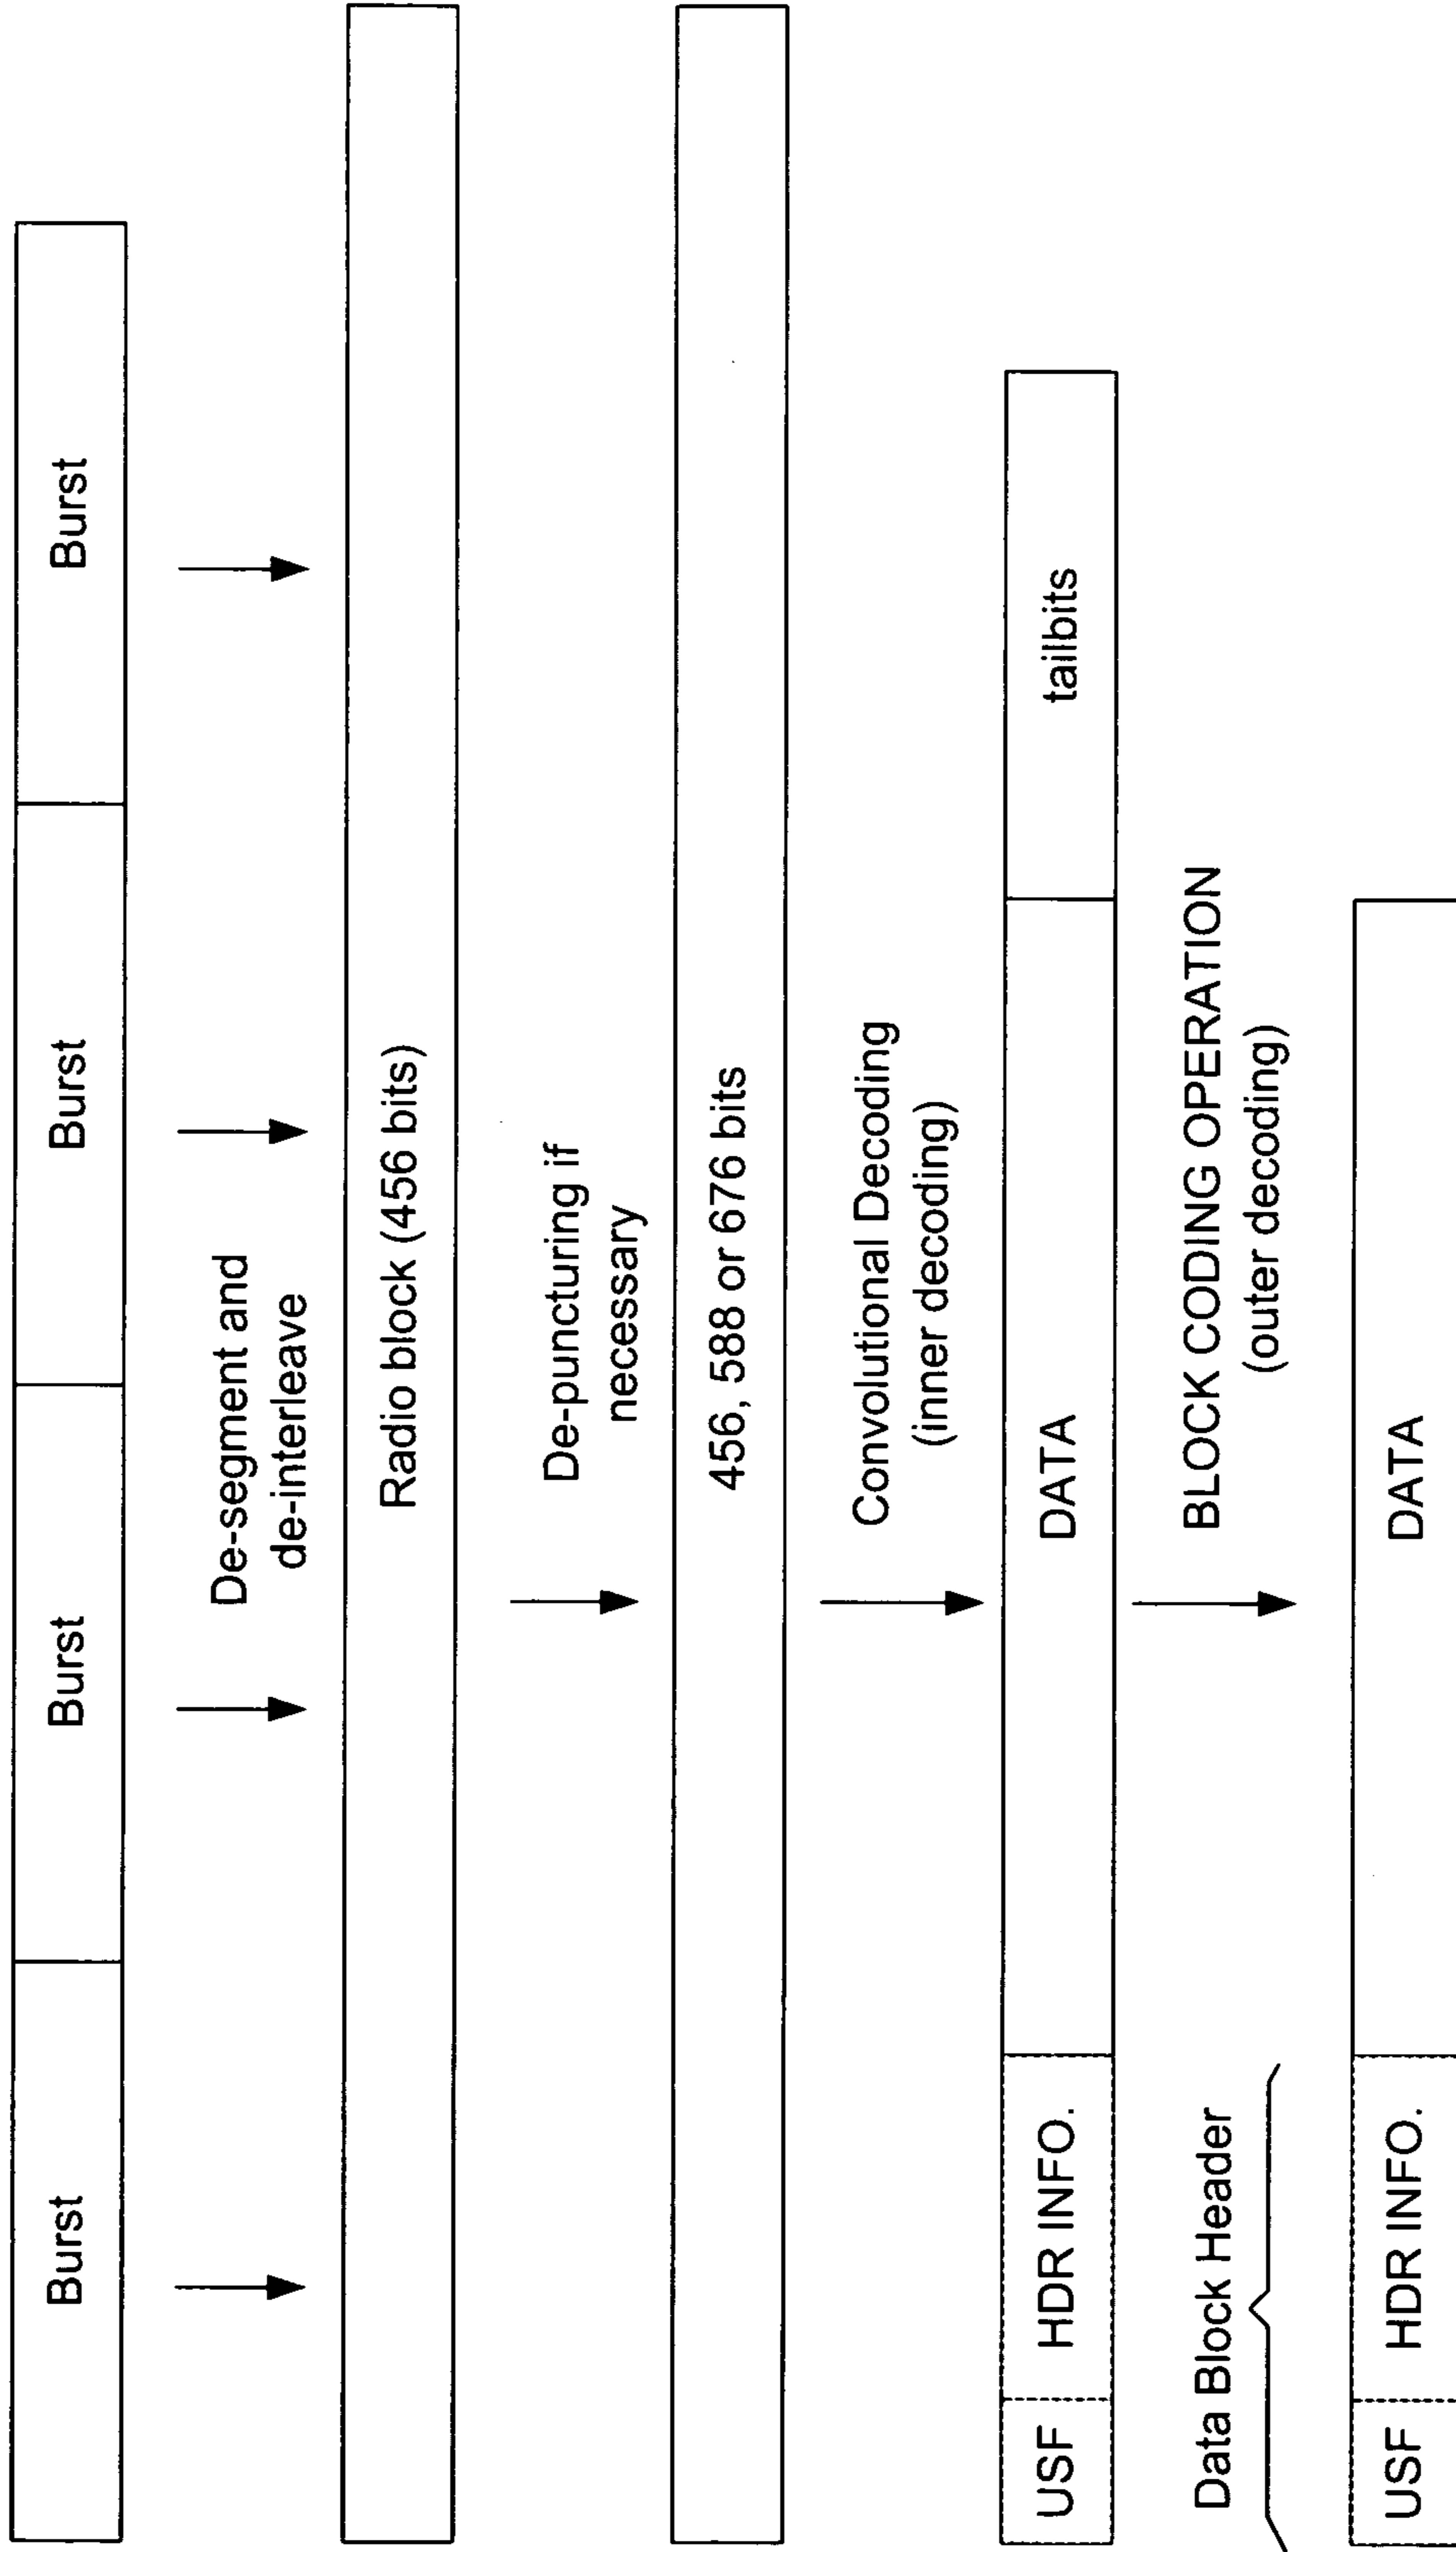 Burst Burst Burst Burst
De-segment and
de-interleave
Radio block (456 bits)
De-puncturing if
necessary
456, 588 or 676 bits
Convolutional Decoding
(inner decoding)
USF HDR INFO. DATA tailbits
Data Block Header
BLOCK CODING OPERATION
(outer decoding)
USF HDR INFO. DATA